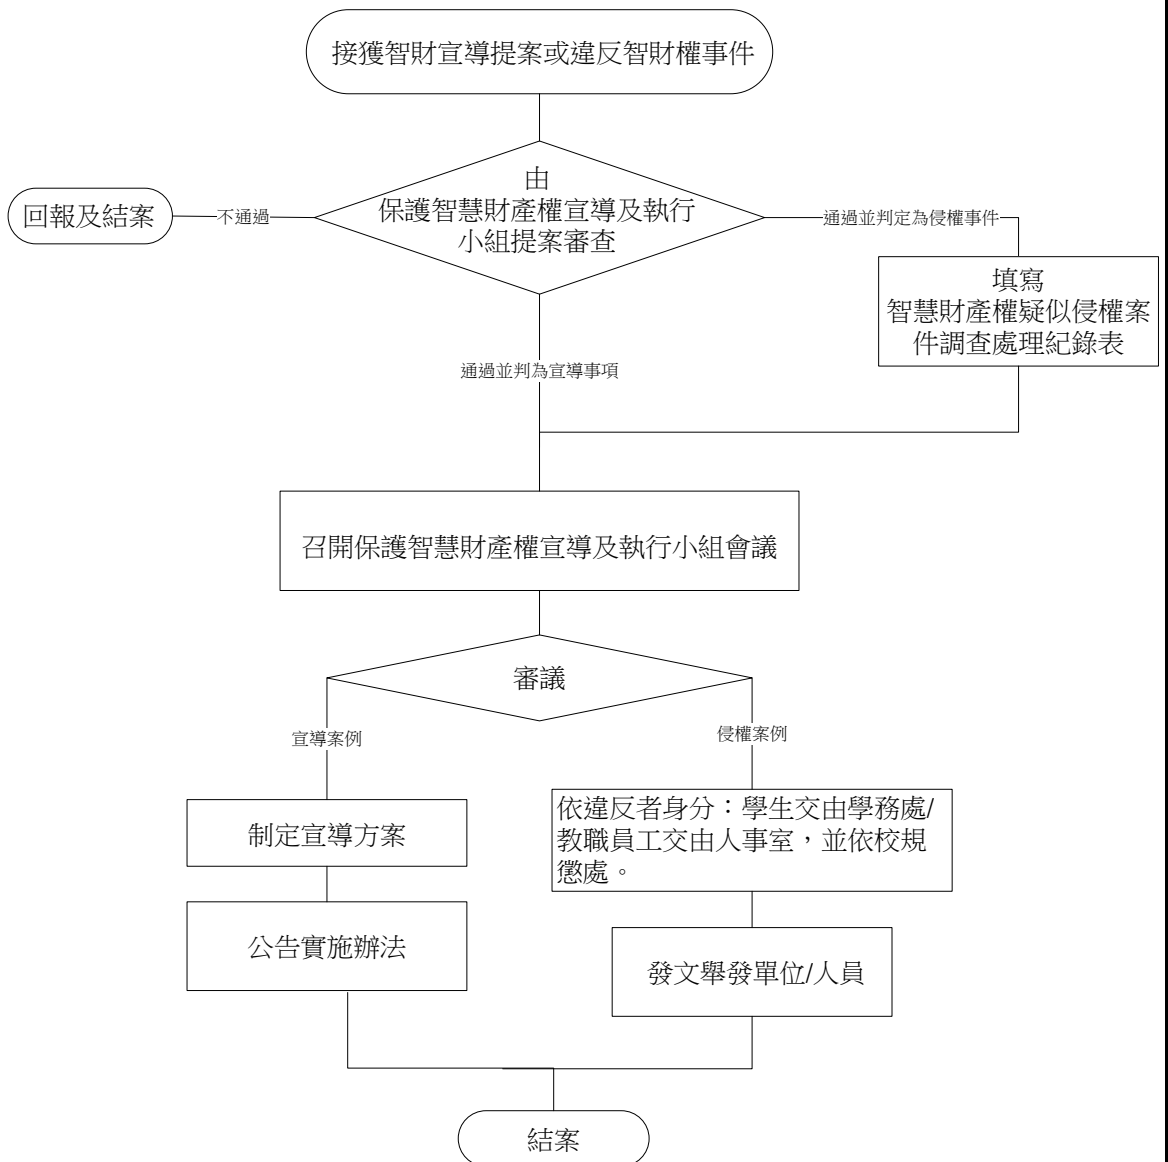 接獲智財宣導提案或違反智財權事件
由
保護智慧財產權宣導及執行
小組提案審查
回報及結案
不通過
通過並判定為侵權事件
填寫
智慧財產權疑似侵權案
件調查處理紀錄表
通過並判為宣導事項
召開保護智慧財產權宣導及執行小組會議
審議
宣導案例
侵權案例
制定宣導方案
依違反者身分：學生交由學務處/
教職員工交由人事室，並依校規
懲處。
公告實施辦法
發文舉發單位/人員
結案